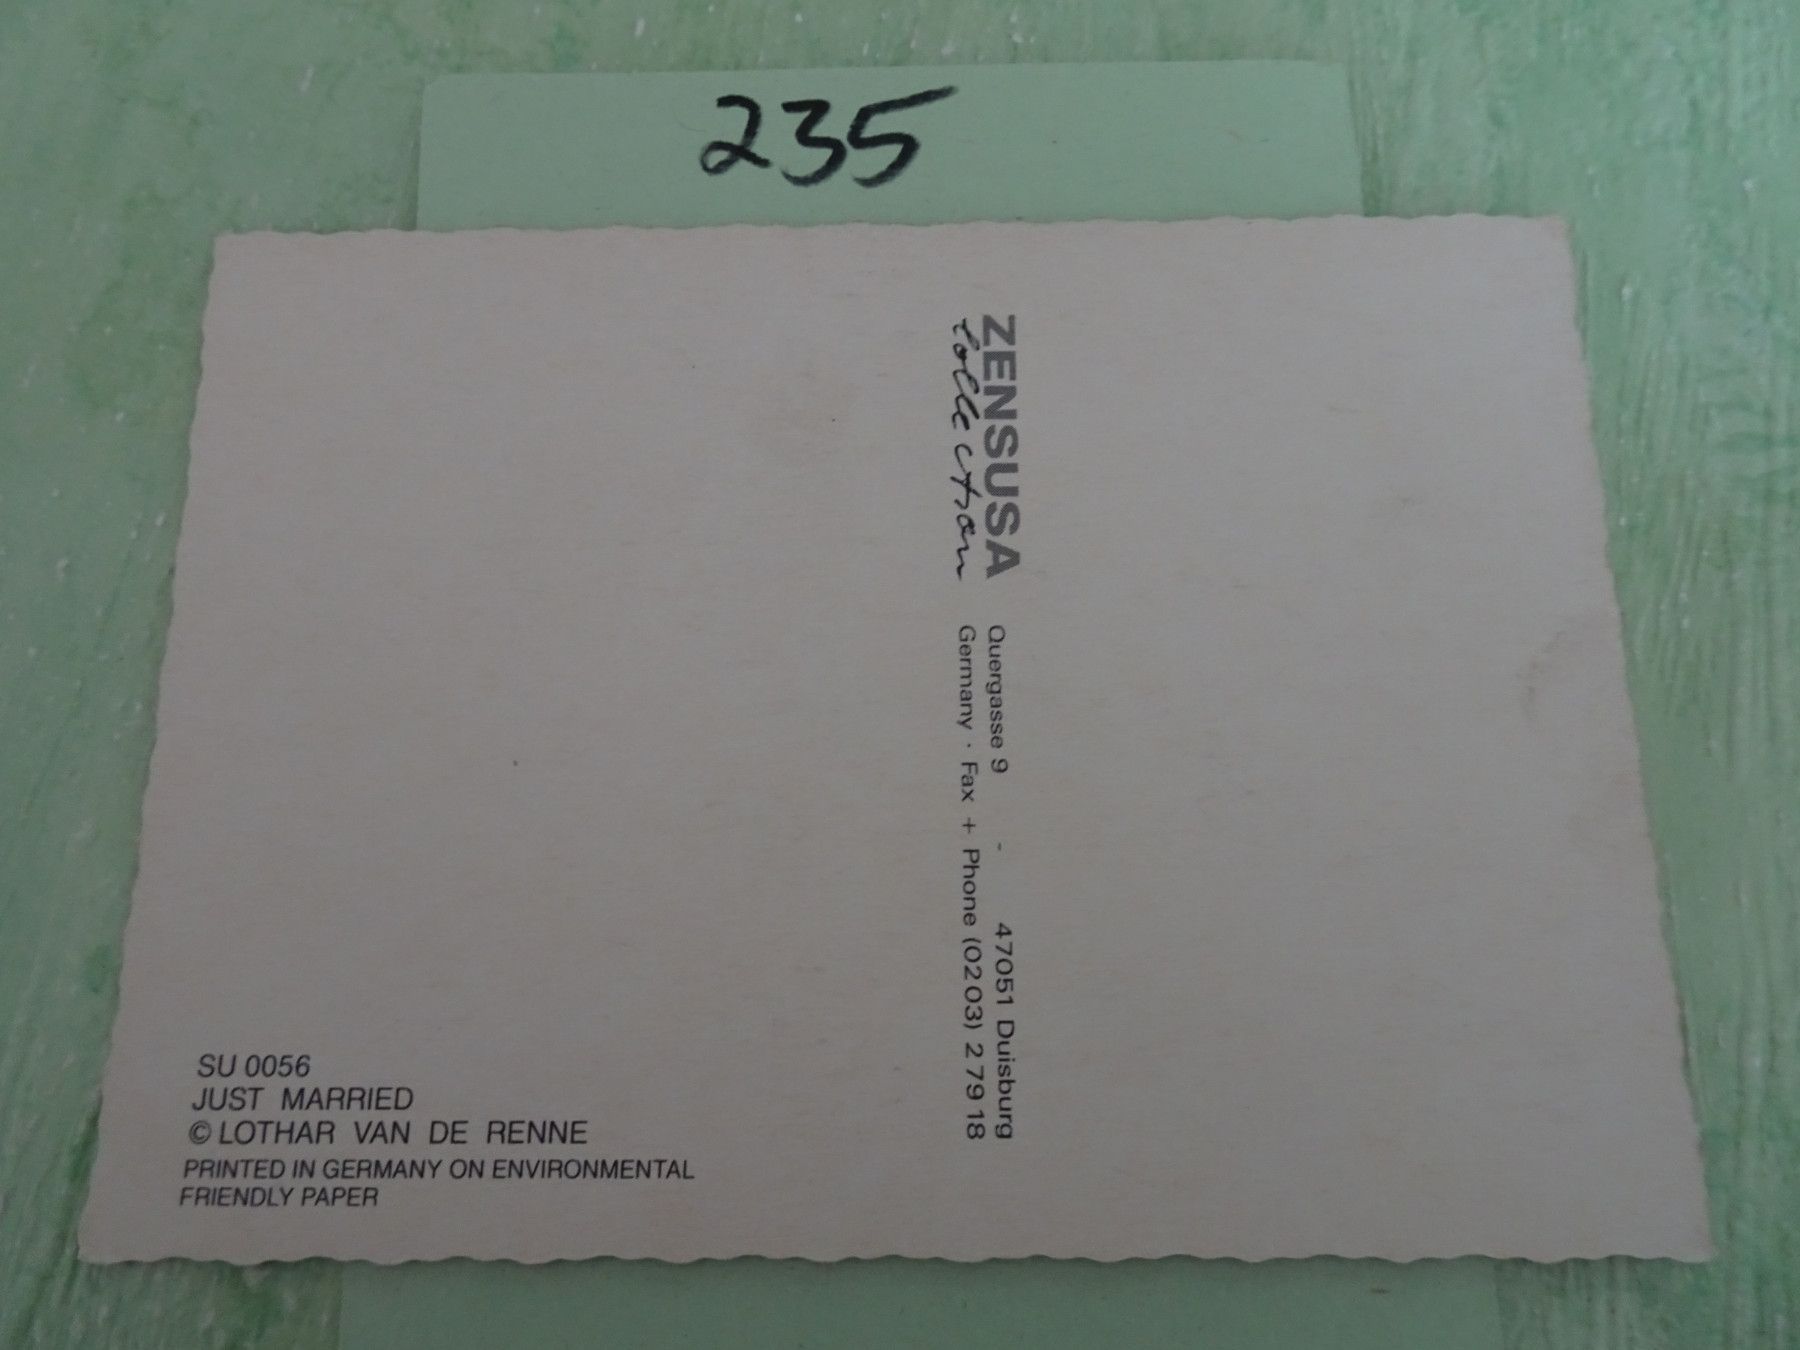 235
ZENSUSA
collection
Quergasse 9 - 47051 Duisburg
Germany · Fax + Phone (0203) 2 79 18
SU 0056
JUST MARRIED
© LOTHAR VAN DE RENNE
PRINTED IN GERMANY ON ENVIRONMENTAL
FRIENDLY PAPER